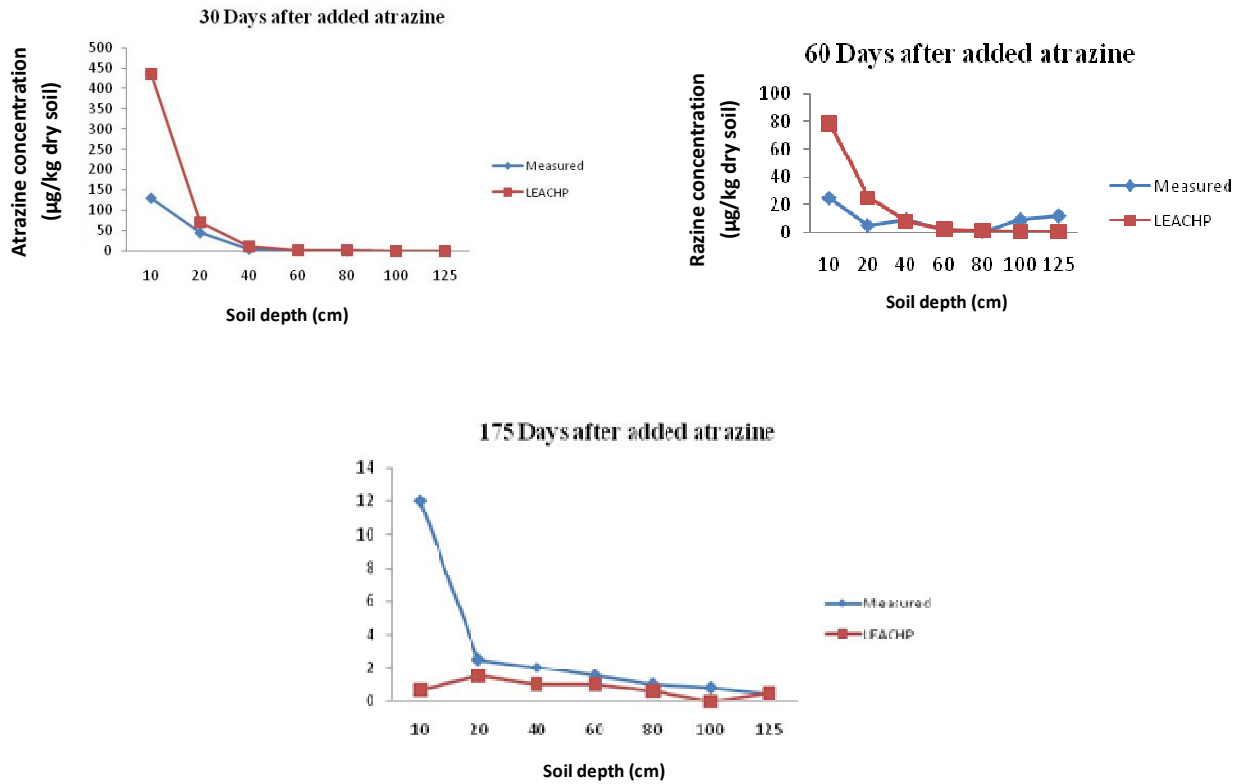 30 Days after added atrazine
Atrazine concentration
(µg/kg dry soil)
500
450
400
350
300
250
200
150
100
50
0
10 20 40 60 80 100 125
Soil depth (cm)
Measured
LEACHP
60 Days after added atrazine
Razine concentration
(µg/kg dry soil)
100
80
60
40
20
0
10 20 40 60 80 100 125
Soil depth (cm)
Measured
LEACHP
175 Days after added atrazine
14
12
10
8
6
4
2
0
10 20 40 60 80 100 125
Soil depth (cm)
Measured
LEACHP